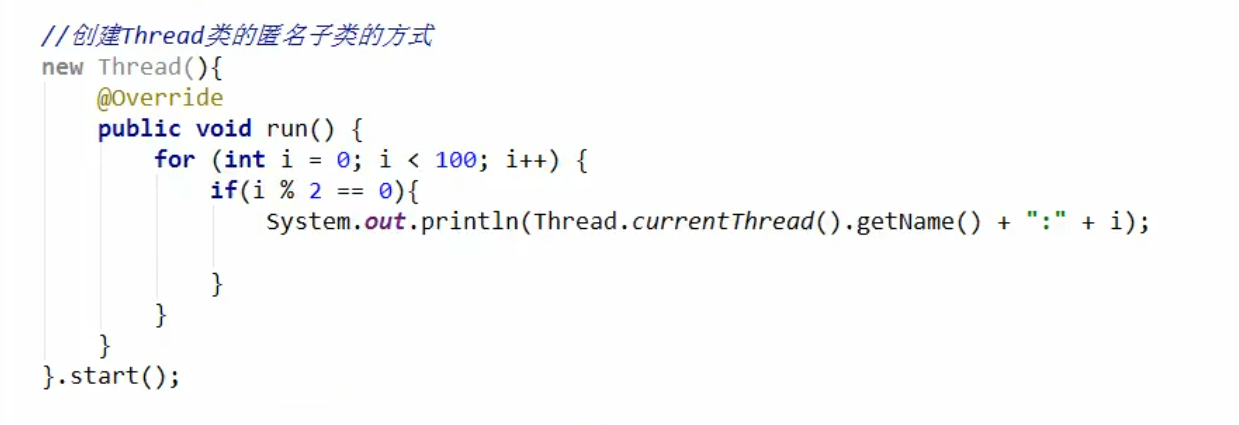 //创建Thread类的匿名子类的方式
new Thread(){
    @Override
    public void run() {
        for (int i = 0; i < 100; i++) {
            if(i % 2 == 0){
                System.out.println(Thread.currentThread().getName() + ":" + i);
            }
        }
    }
}.start();